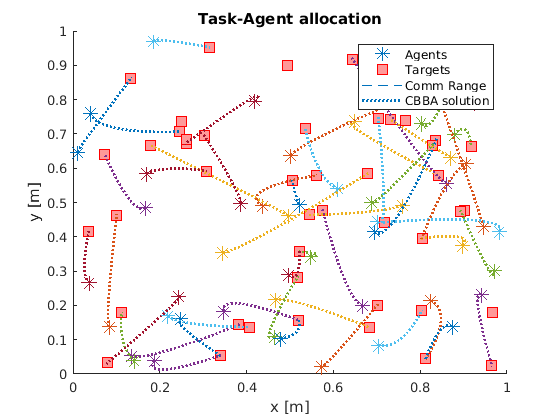 Task-Agent allocation
1
0.9
0.8
0.7
0.6
0.5
0.4
0.3
0.2
0.1
0
y [m]
Agents
Targets
Comm Range
CBBA solution
0 0.2 0.4 0.6 0.8 1
x [m]